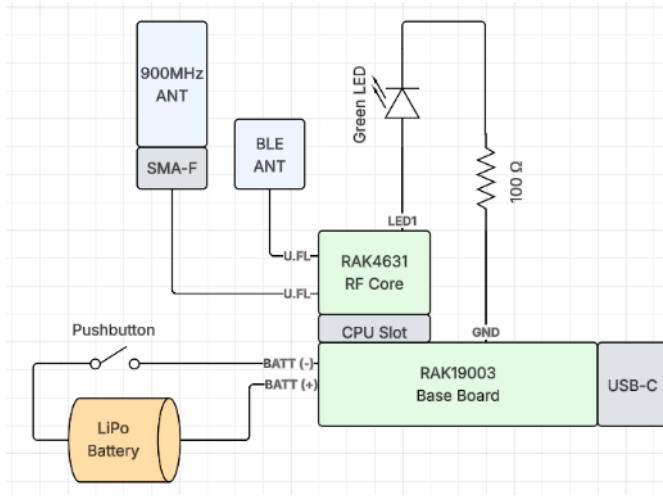 900MHz
ANT
SMA-F
BLE
ANT
Green LED
100 Ω
LED1
U.FL
U.FL
RAK4631
RF Core
CPU Slot
GND
Pushbutton
BATT (-)
BATT (+)
RAK19003
Base Board
USB-C
LiPo
Battery